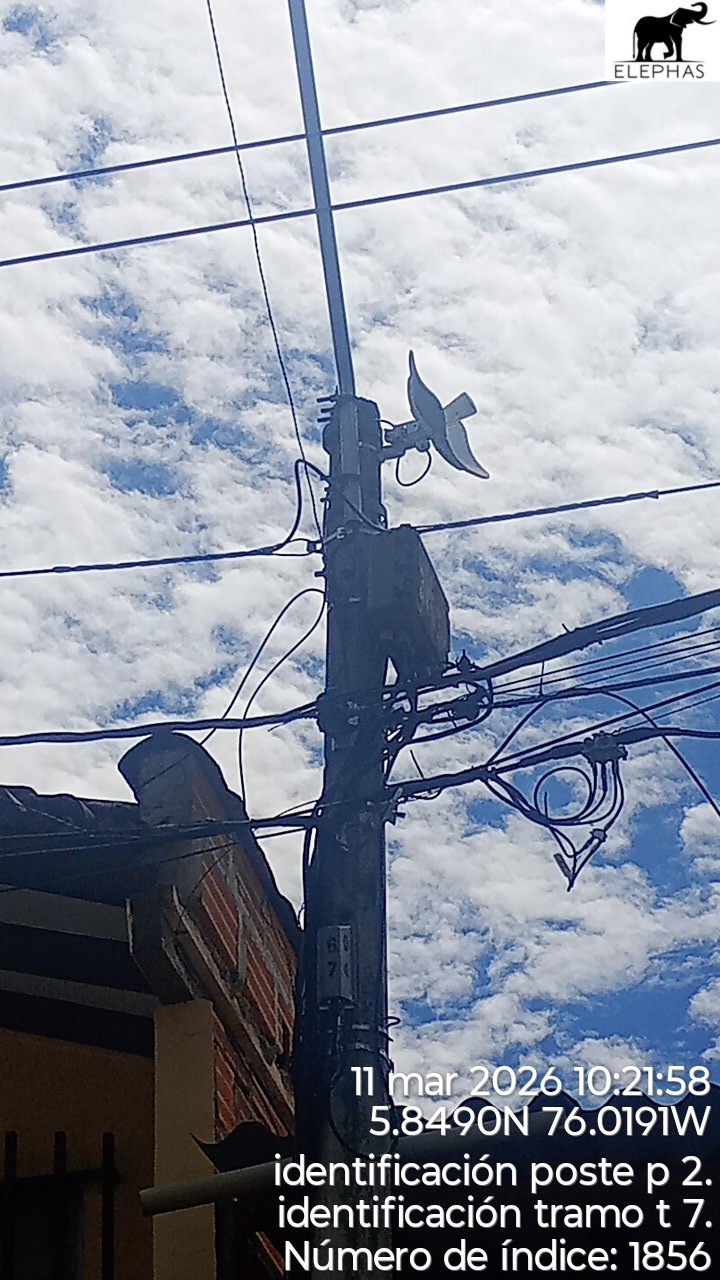 ELEPHAS
11 mar 2026 10:21:58
5.8490N 76.0191W
identificación poste p 2.
identificación tramo t 7.
Número de índice: 1856